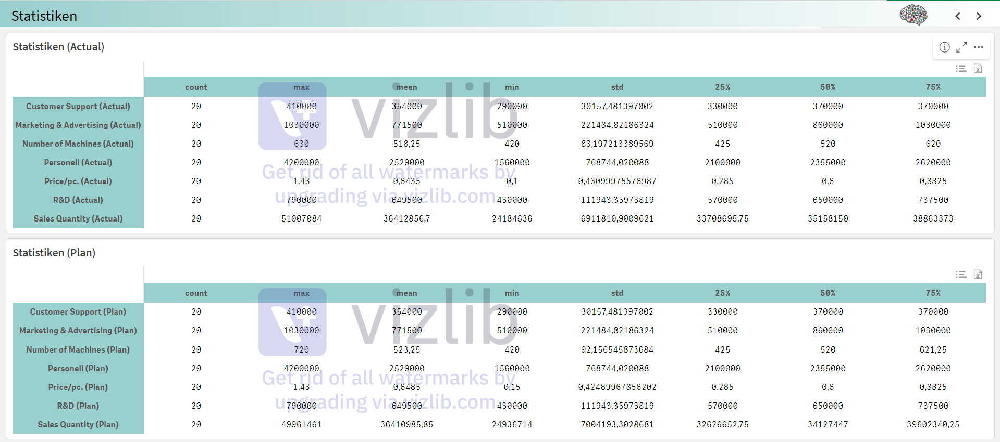 Statistiken
Statistiken (Actual)
count max mean min std 25% 50% 75%
Customer Support (Actual) 20 410000 354000 290000 30157,481397002 330000 370000 370000
Marketing & Advertising (Actual) 20 1030000 771500 510000 221484,82186324 510000 860000 1030000
Number of Machines (Actual) 20 630 518,25 420 83,197213389569 425 520 620
Personell (Actual) 20 4200000 2529000 1560000 768744,020088 2100000 2355000 2620000
Price/pc. (Actual) 20 1,43 0,6435 0,1 0,43099975576987 0,285 0,6 0,8825
R&D (Actual) 20 790000 649500 430000 111943,35973819 570000 650000 737500
Sales Quantity (Actual) 20 51007084 36412856,7 24184636 6911810,9009621 33708695,75 35158150 38863373
vizlib
Get rid of all watermarks by
upgrading via vizlib.com
Statistiken (Plan)
count max mean min std 25% 50% 75%
Customer Support (Plan) 20 410000 354000 290000 30157,481397002 330000 370000 370000
Marketing & Advertising (Plan) 20 1030000 771500 510000 221484,82186324 510000 860000 1030000
Number of Machines (Plan) 20 720 523,25 420 92,156545873684 425 520 621,25
Personell (Plan) 20 4200000 2529000 1560000 768744,020088 2100000 2355000 2620000
Price/pc. (Plan) 20 1,43 0,6485 0,15 0,42489967856202 0,285 0,6 0,8825
R&D (Plan) 20 790000 649500 430000 111943,35973819 570000 650000 737500
Sales Quantity (Plan) 20 49961461 36410985,85 24936714 7004193,3028681 32626652,75 34127447 39602340,25
vizlib
Get rid of all watermarks by
upgrading via vizlib.com